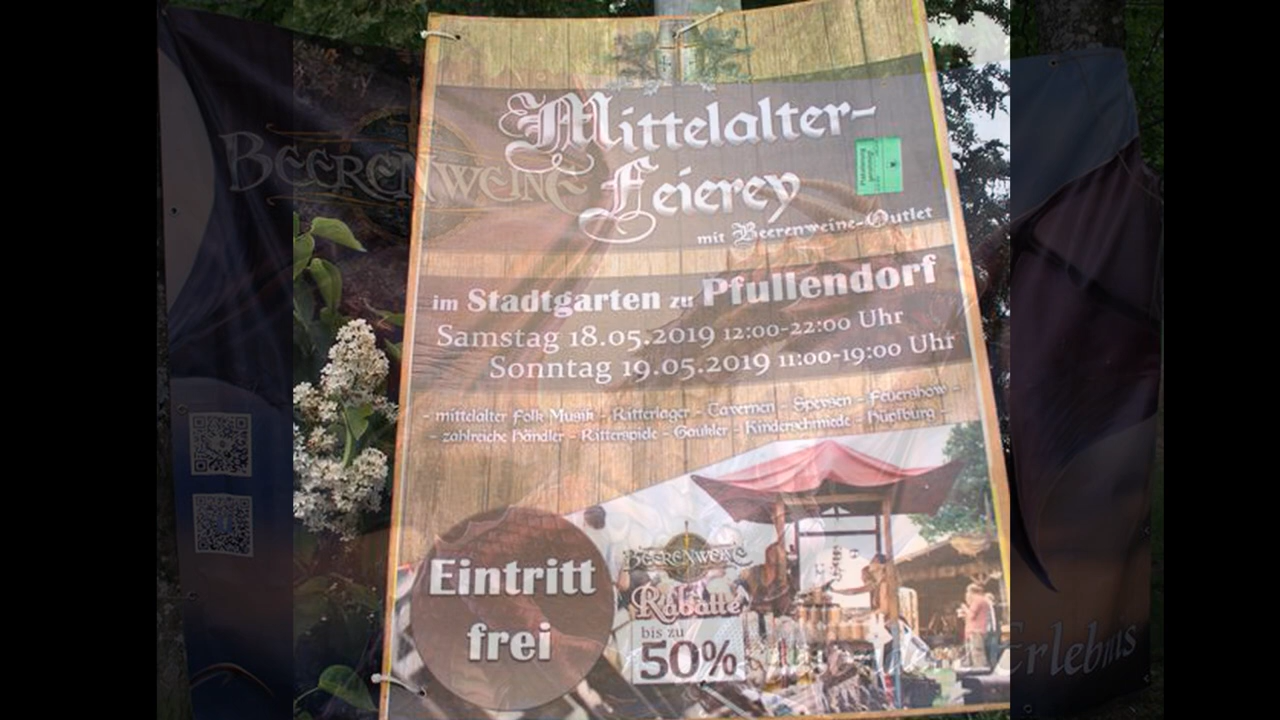 BEERENWEINE
Mittelalter-
Feierey
mit Beerenweine-Outlet
im Stadtgarten zu Pfullendorf
Samstag 18.05.2019 12:00-22:00 Uhr
Sonntag 19.05.2019 11:00-19:00 Uhr
- mittelalter Folk Musik - Ritterlager - Tavernen - Speysen - Feuershow -
- zahlreiche Händler - Ritterspiele - Gaukler - Kinderschmiede - Hüpfburg -
Eintritt
frei
BEERENWEINE
Rabatte
bis zu
50%
Erlebnis